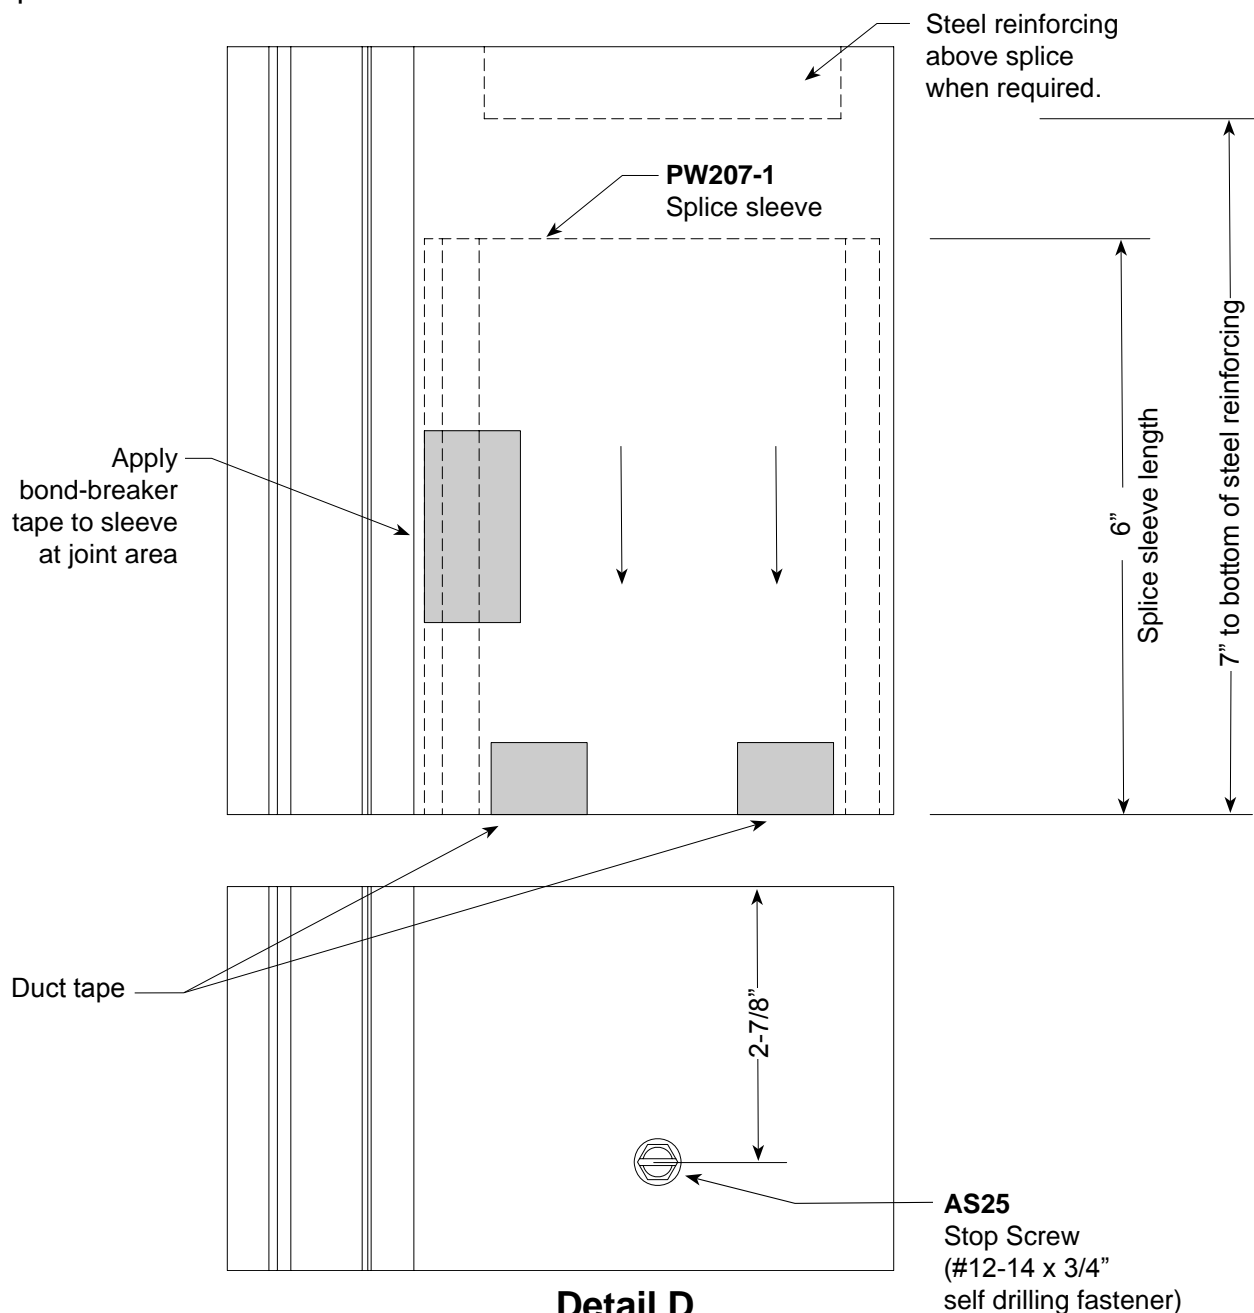 Steel reinforcing
above splice
when required.
PW207-1
Splice sleeve
Apply
bond-breaker
tape to sleeve
at joint area
6”
Splice sleeve length
7” to bottom of steel reinforcing
Duct tape
2-7/8”
AS25
Stop Screw
(#12-14 x 3/4”
self drilling fastener)
Detail D